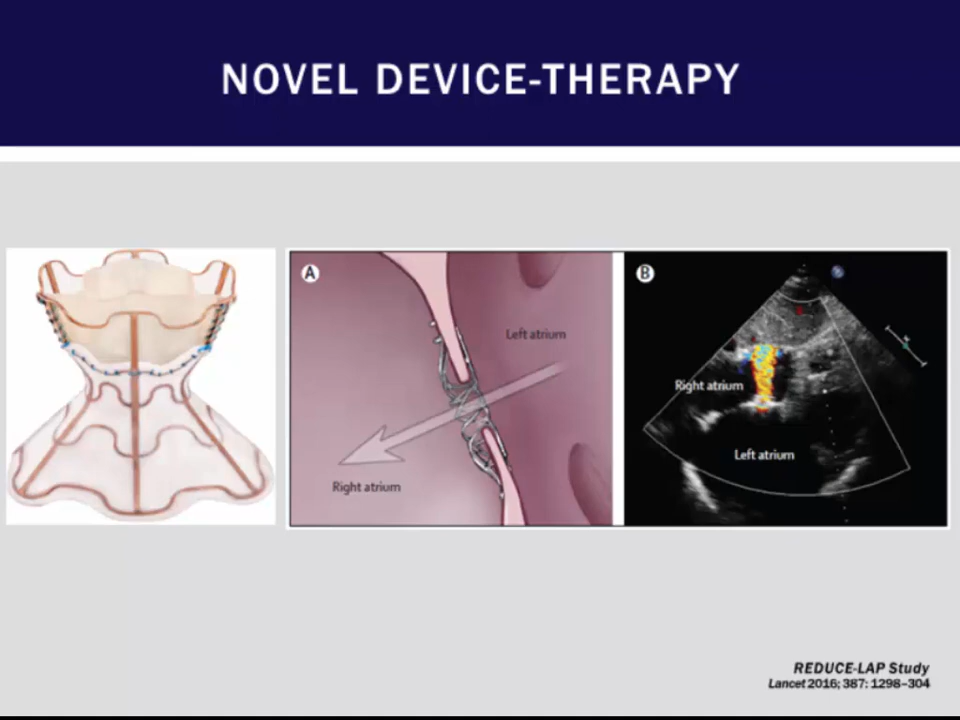 NOVEL DEVICE-THERAPY
A
Left atrium
Right atrium
B
Right atrium
Left atrium
REDUCE-LAP Study
Lancet 2016; 387: 1298–304